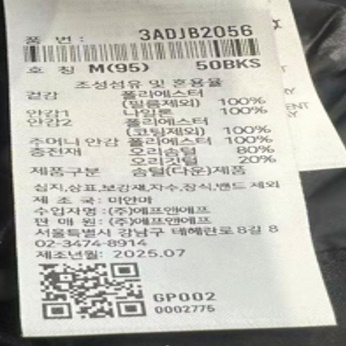 품 번 : 3ADJB2056
호 칭 M(95) 50BKS
조성섬유 및 혼용율
겉감 폴리에스터
(필름제외) 100%
안감1 나일론 100%
안감2 폴리에스터
(코팅제외) 100%
주머니 안감 폴리에스터 100%
충전재 오리솜털 80%
오리깃털 20%
제품구분 솜털(다운)제품
심지,상표,보강재,자수,장식,밴드 제외
제 조 국 : 미얀마
수입자명 : (주)에프앤에프
판 매 원 : (주)에프앤에프
서울특별시 강남구 테헤란로8길 8
02-3474-8914
제조년월: 2025.07
GP002
0002775